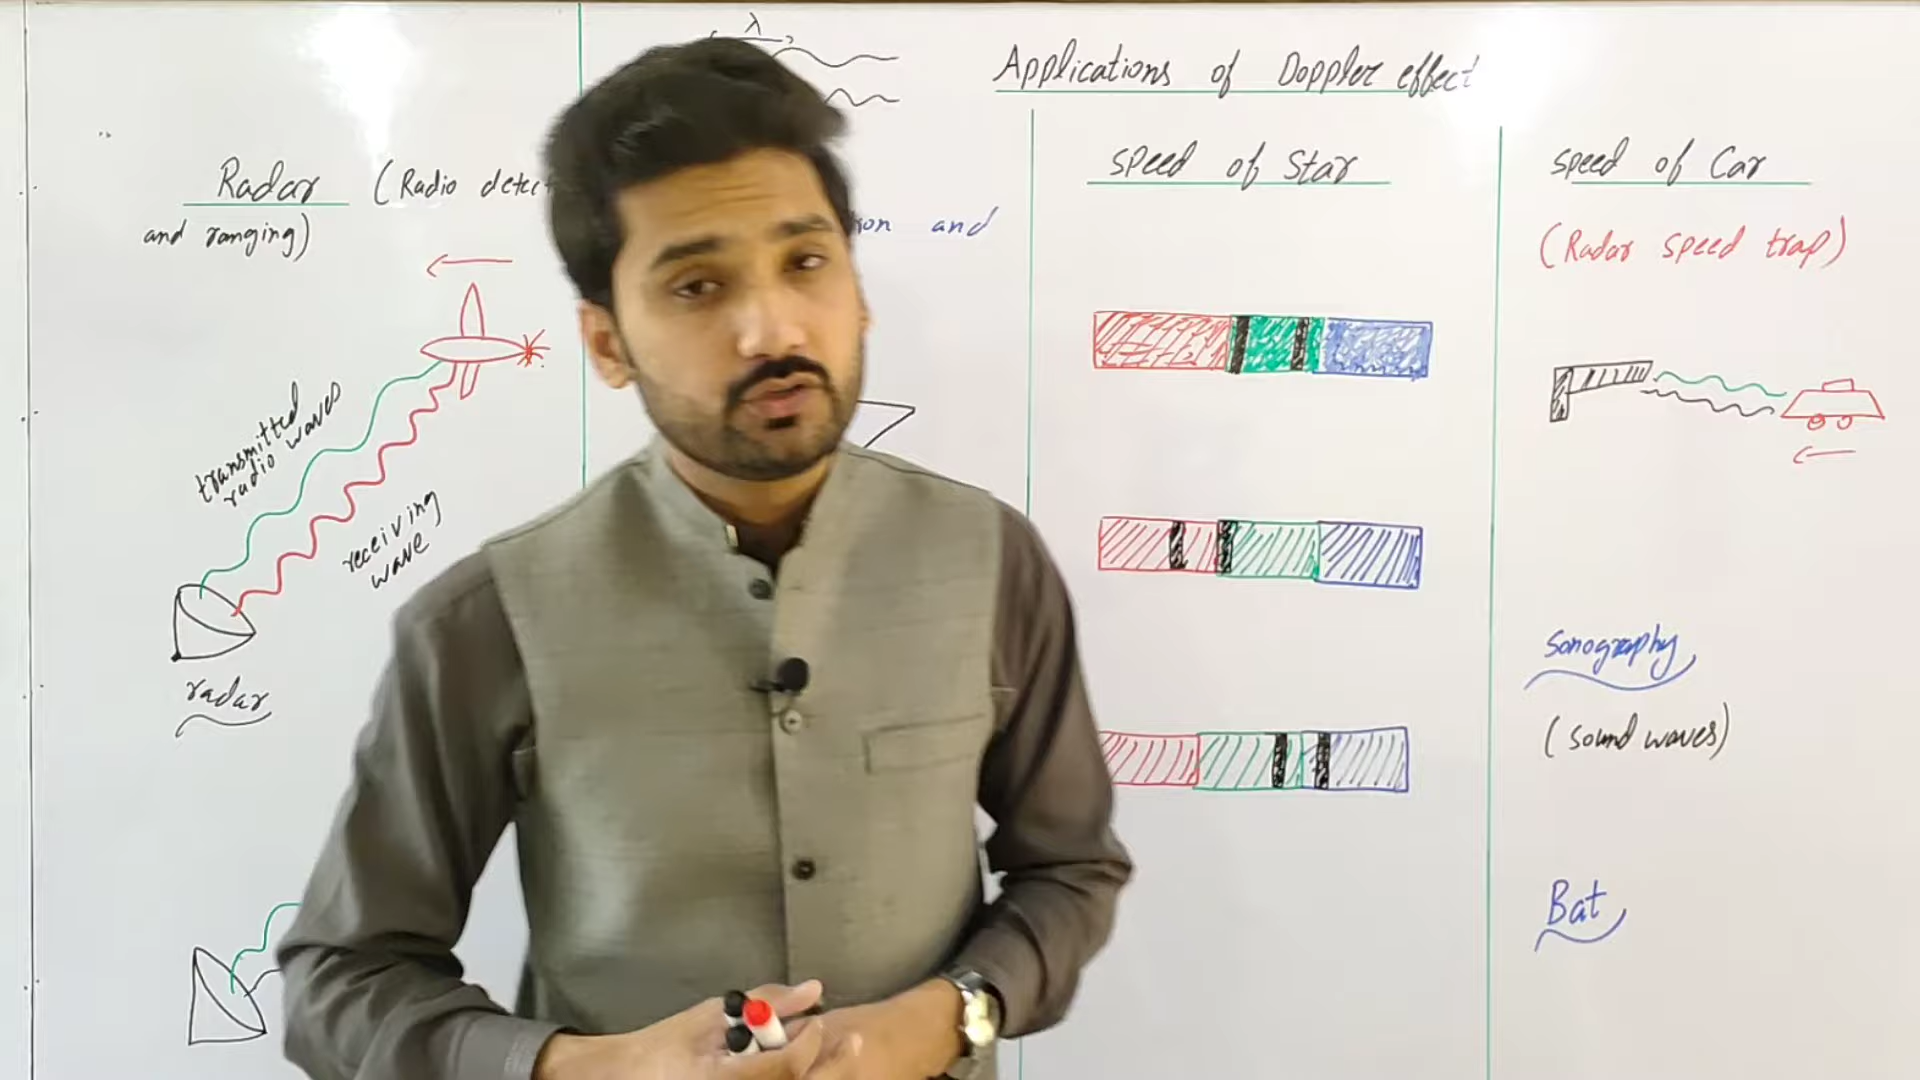 λ
Applications of Doppler effect
Radar (Radio detect
and ranging)
and
speed of Star
speed of Car
(Radar speed trap)
transmitted
radio waves
receiving
wave
radar
sonography
(sound waves)
Bat